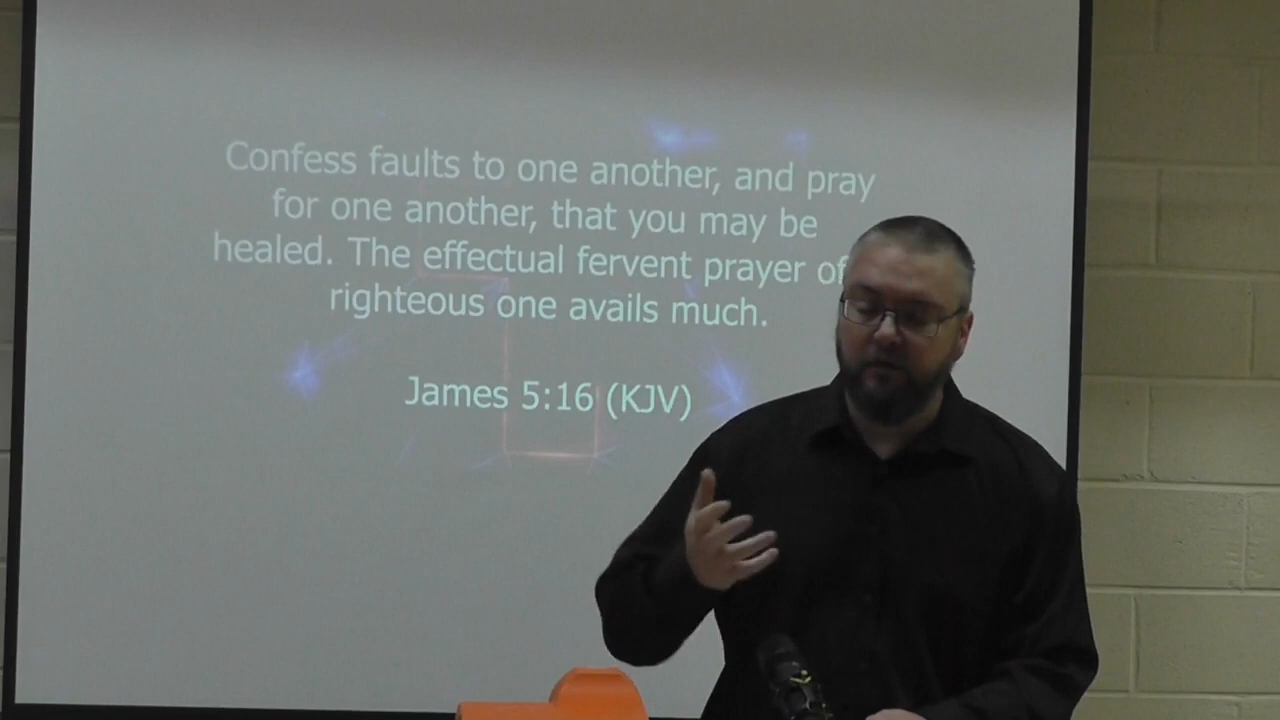 Confess faults to one another, and pray
for one another, that you may be
healed. The effectual fervent prayer of
righteous one avails much.
James 5:16 (KJV)